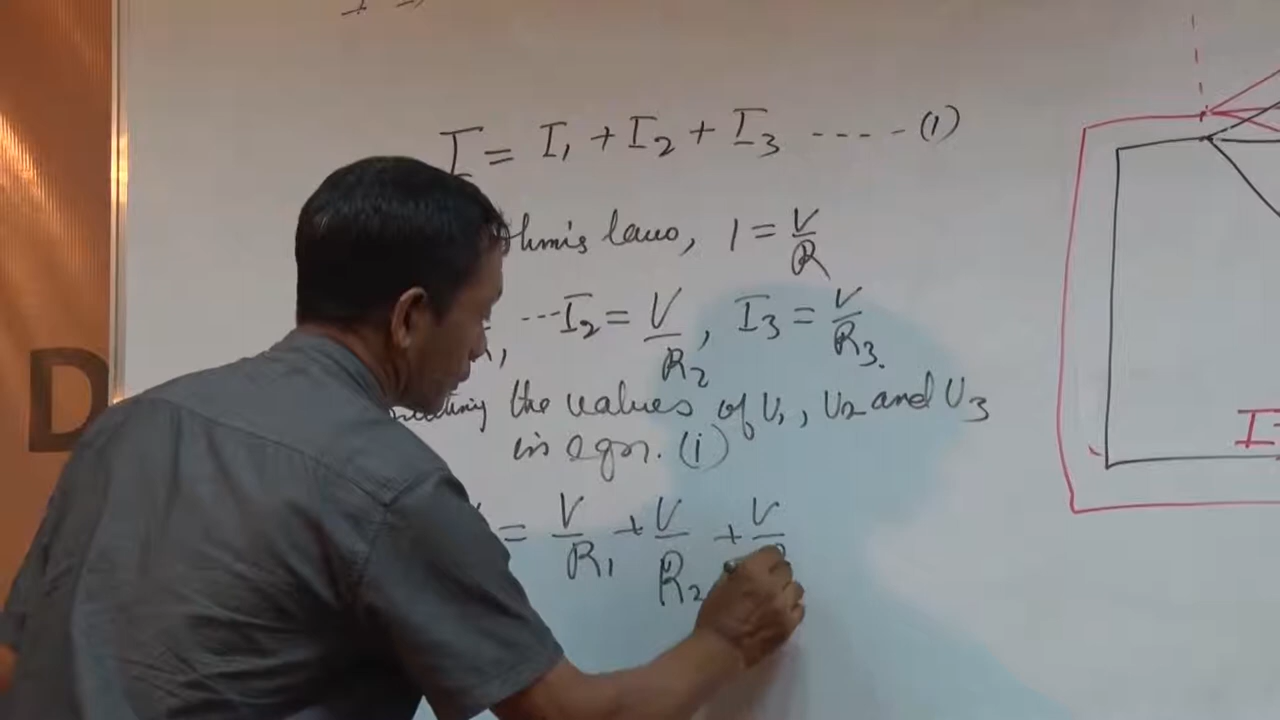 I = I₁ + I₂ + I₃ ---- (1)
ohm's law, I = V/R
---I₂ = V/R₂, I₃ = V/R₃.
the values of V₁, V₂ and V₃
in eqn. (i)
= V/R₁ + V/R₂ + V/R
I
D